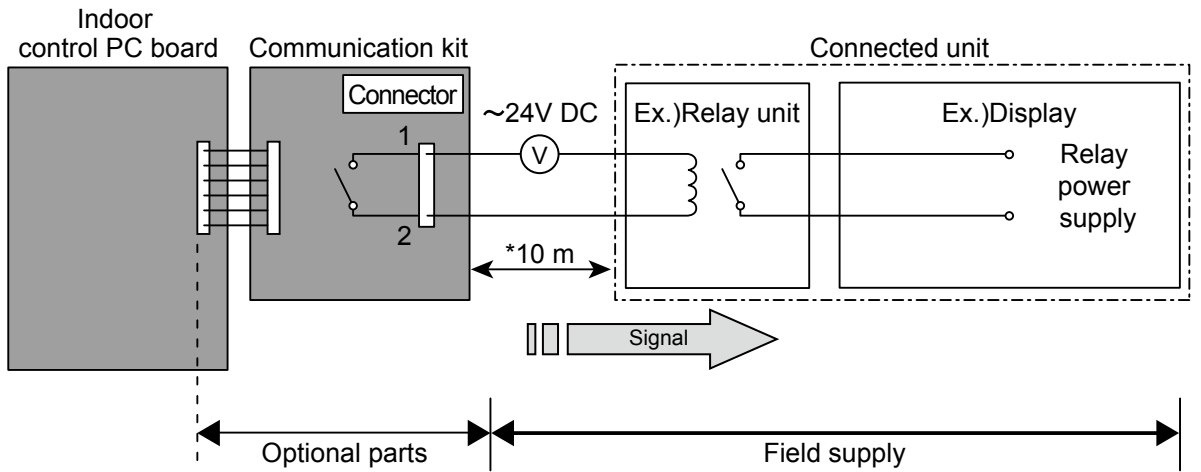 Indoor
control PC board
Communication kit
Connected unit
Connector
1
2
~24V DC
V
Ex.)Relay unit
Ex.)Display
Relay
power
supply
*10 m
Signal
Optional parts
Field supply